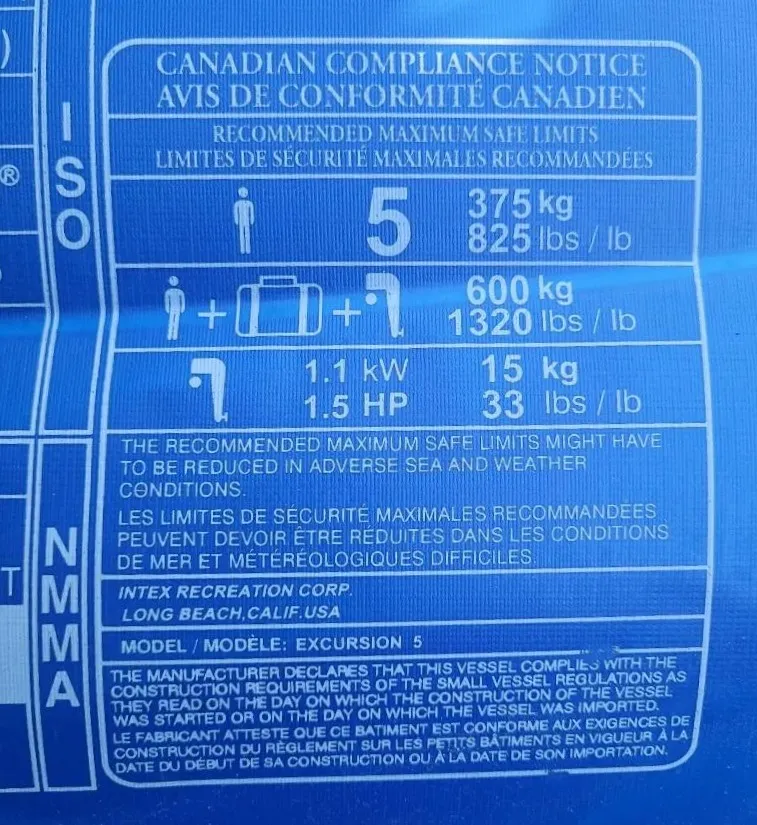 )
®
T
ISO
NMMA
CANADIAN COMPLIANCE NOTICE
AVIS DE CONFORMITÉ CANADIEN
RECOMMENDED MAXIMUM SAFE LIMITS
LIMITES DE SÉCURITÉ MAXIMALES RECOMMANDÉES
5 375 kg
825 lbs / lb
+ + 600 kg
1320 lbs / lb
1.1 kW 15 kg
1.5 HP 33 lbs / lb
THE RECOMMENDED MAXIMUM SAFE LIMITS MIGHT HAVE
TO BE REDUCED IN ADVERSE SEA AND WEATHER
CONDITIONS.
LES LIMITES DE SÉCURITÉ MAXIMALES RECOMMANDÉES
PEUVENT DEVOIR ÊTRE RÉDUITES DANS LES CONDITIONS
DE MER ET MÉTÉRÉOLOGIQUES DIFFICILES.
INTEX RECREATION CORP.
LONG BEACH,CALIF.USA
MODEL / MODÈLE: EXCURSION 5
THE MANUFACTURER DECLARES THAT THIS VESSEL COMPLIES WITH THE
CONSTRUCTION REQUIREMENTS OF THE SMALL VESSEL REGULATIONS AS
THEY READ ON THE DAY ON WHICH THE CONSTRUCTION OF THE VESSEL
WAS STARTED OR ON THE DAY ON WHICH THE VESSEL WAS IMPORTED.
LE FABRICANT ATTESTE QUE CE BATIMENT EST CONFORME AUX EXIGENCES DE
CONSTRUCTION DU RÈGLEMENT SUR LES PETITS BÂTIMENTS EN VIGUEUR À LA
DATE DU DÉBUT DE SA CONSTRUCTION OU À LA DATE DE SON IMPORTATION.